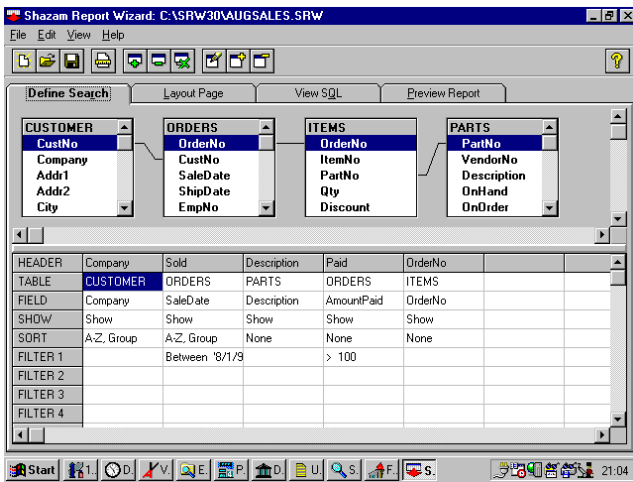 Shazam Report Wizard: C:\SRW30\AUGSALES.SRW
File Edit View Help
Define Search Layout Page View SQL Preview Report
CUSTOMER ORDERS ITEMS PARTS
CustNo OrderNo OrderNo PartNo
Company CustNo ItemNo VendorNo
Addr1 SaleDate PartNo Description
Addr2 ShipDate Qty OnHand
City EmpNo Discount OnOrder
HEADER Company Sold Description Paid OrderNo
TABLE CUSTOMER ORDERS PARTS ORDERS ITEMS
FIELD Company SaleDate Description AmountPaid OrderNo
SHOW Show Show Show Show Show
SORT A-Z, Group A-Z, Group None None None
FILTER 1 Between '8/1/9 > 100
FILTER 2
FILTER 3
FILTER 4
Start 1.. D. V. E. P. D. U. S. F. S. 21:04